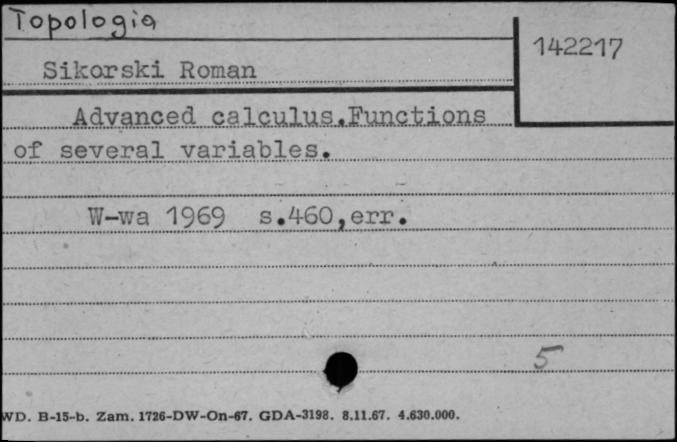 Topologia
142217
Sikorski Roman
Advanced calculus.Functions
of several variables.
W-wa 1969 s.460,err.
5
WD. B-15-b. Zam. 1726-DW-On-67. GDA-3198. 8.11.67. 4.630.000.